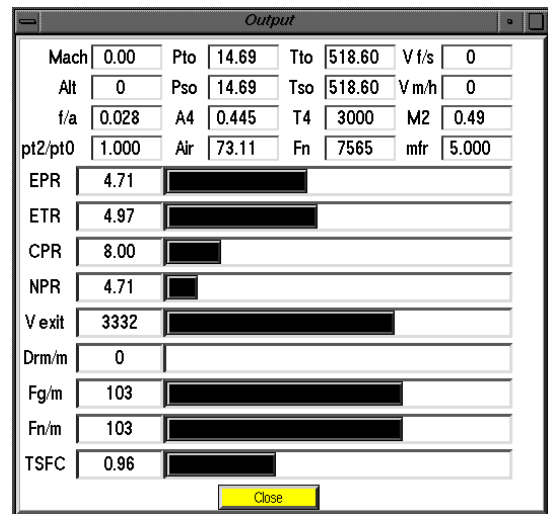 Output
Mach 0.00 Pto 14.69 Tto 518.60 V f/s 0
Alt 0 Pso 14.69 Tso 518.60 V m/h 0
f/a 0.028 A4 0.445 T4 3000 M2 0.49
pt2/pt0 1.000 Air 73.11 Fn 7565 mfr 5.000
EPR 4.71
ETR 4.97
CPR 8.00
NPR 4.71
V exit 3332
Drm/m 0
Fg/m 103
Fn/m 103
TSFC 0.96
Close